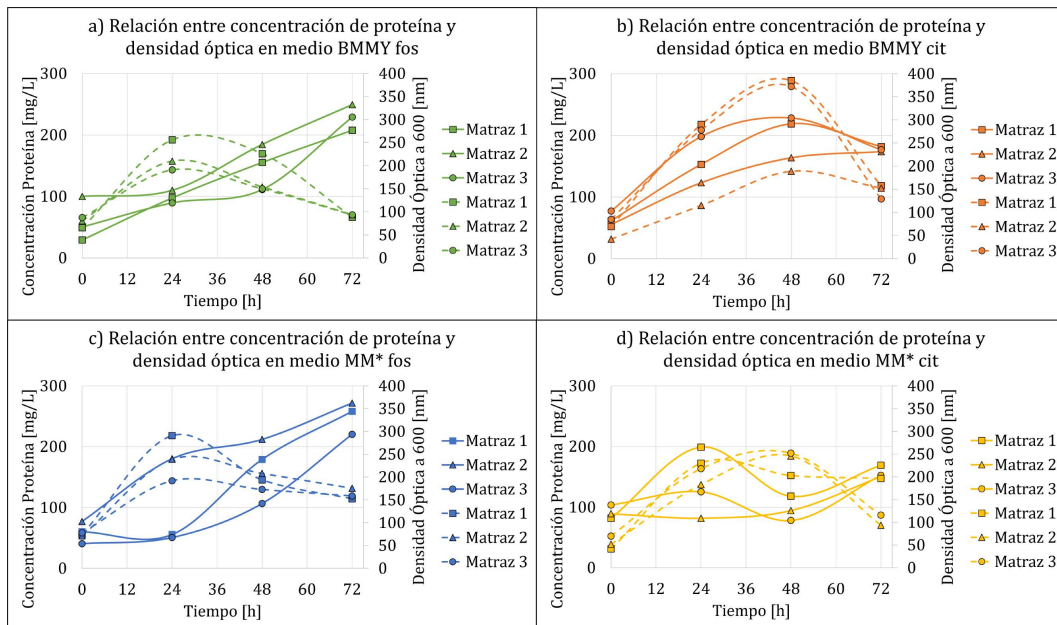 a) Relación entre concentración de proteína y
densidad óptica en medio BMMY fos
Concentración Proteína [mg/L]
300
200
100
0
0 12 24 36 48 60 72
Tiempo [h]
400
350
300
250
200
150
100
50
0
Densidad Óptica a 600 [nm]
Matraz 1
Matraz 2
Matraz 3
Matraz 1
Matraz 2
Matraz 3
b) Relación entre concentración de proteína y
densidad óptica en medio BMMY cit
Concentración Proteína [mg/L]
300
200
100
0
0 12 24 36 48 60 72
Tiempo [h]
400
350
300
250
200
150
100
50
0
Densidad Óptica a 600 [nm]
Matraz 1
Matraz 2
Matraz 3
Matraz 1
Matraz 2
Matraz 3
c) Relación entre concentración de proteína y
densidad óptica en medio MM* fos
Concentración Proteína [mg/L]
300
200
100
0
0 12 24 36 48 60 72
Tiempo [h]
400
350
300
250
200
150
100
50
0
Densidad Óptica a 600 [nm]
Matraz 1
Matraz 2
Matraz 3
Matraz 1
Matraz 2
Matraz 3
d) Relación entre concentración de proteína y
densidad óptica en medio MM* cit
Concentración Proteína [mg/L]
300
200
100
0
0 12 24 36 48 60 72
Tiempo [h]
400
350
300
250
200
150
100
50
0
Densidad Óptica a 600 [nm]
Matraz 1
Matraz 2
Matraz 3
Matraz 1
Matraz 2
Matraz 3